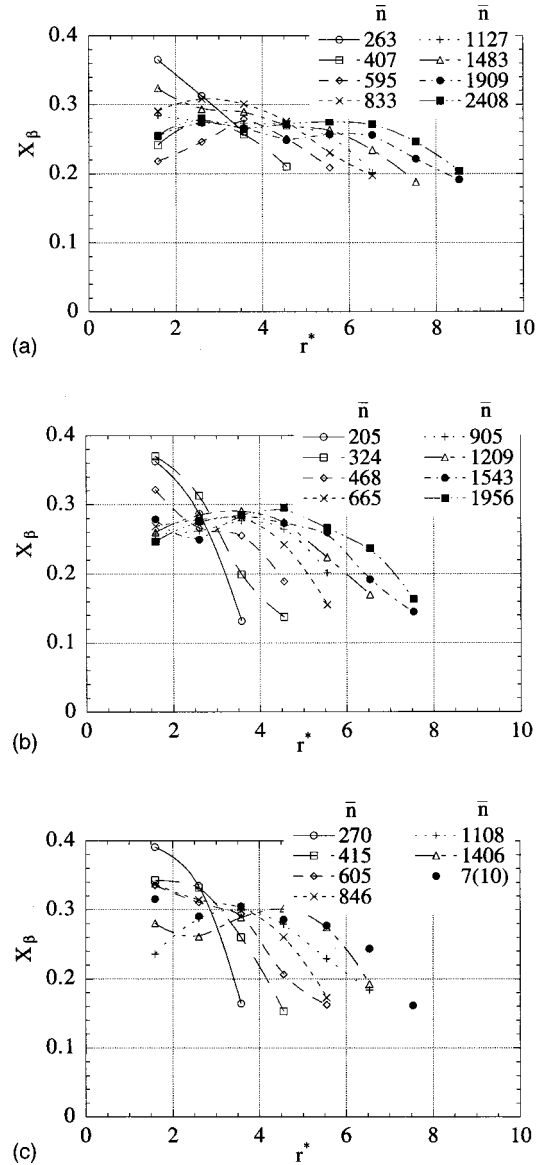 n̄ n̄
263 1127
407 1483
595 1909
833 2408
0.4
0.3
0.2
0.1
0
Xβ
0 2 4 6 8 10
r*
(a)
n̄ n̄
205 905
324 1209
468 1543
665 1956
0.4
0.3
0.2
0.1
0
Xβ
0 2 4 6 8 10
r*
(b)
n̄ n̄
270 1108
415 1406
605 7(10)
846
0.4
0.3
0.2
0.1
0
Xβ
0 2 4 6 8 10
r*
(c)